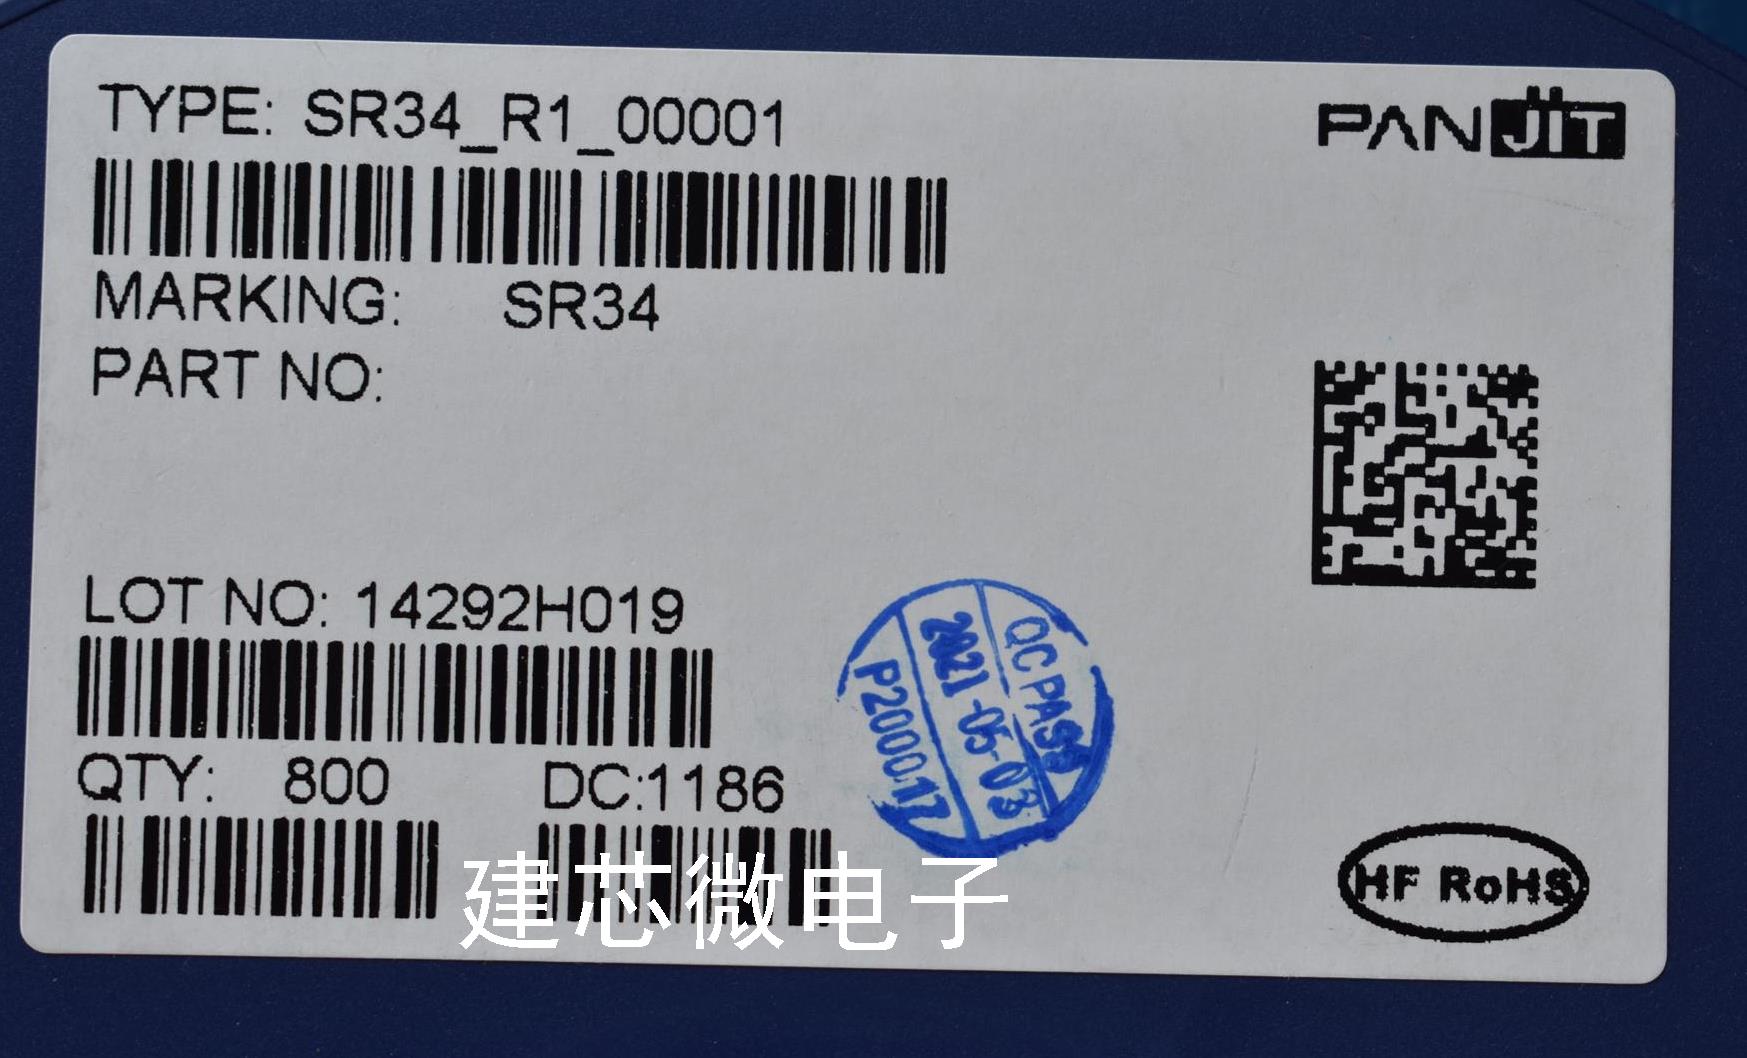 TYPE: SR34_R1_00001
PANJIT
MARKING: SR34
PART NO:
LOT NO: 14292H019
QC PASS
2021-05-03
P2000017
QTY: 800 DC:1186
建芯微电子
HF RoHS